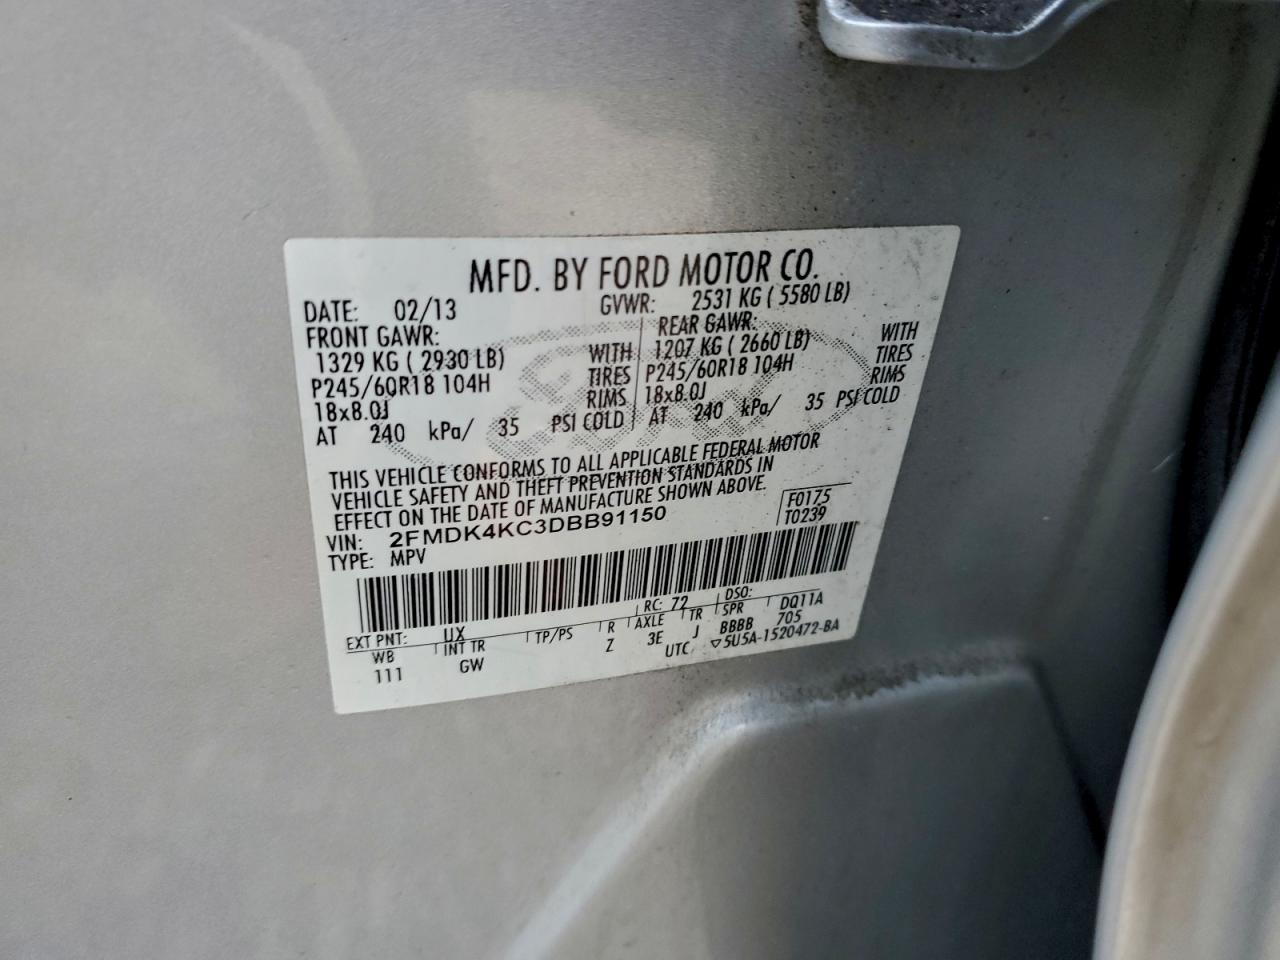 MFD. BY FORD MOTOR CO.
DATE: 02/13 GVWR: 2531 KG ( 5580 LB)
FRONT GAWR: REAR GAWR:
1329 KG ( 2930 LB) WITH 1207 KG ( 2660 LB) WITH
P245/60R18 104H TIRES P245/60R18 104H TIRES
18x8.0J RIMS 18x8.0J RIMS
AT 240 kPa/ 35 PSI COLD AT 240 kPa/ 35 PSI COLD
THIS VEHICLE CONFORMS TO ALL APPLICABLE FEDERAL MOTOR
VEHICLE SAFETY AND THEFT PREVENTION STANDARDS IN
EFFECT ON THE DATE OF MANUFACTURE SHOWN ABOVE.
VIN: 2FMDK4KC3DBB91150 F0175
TYPE: MPV T0239
EXT PNT: UX RC: 72 DSO:
WB INT TR TP/PS R AXLE TR SPR DQ11A
111 GW Z 3E J BBBB 705
UTC ▽5U5A-1520472-BA